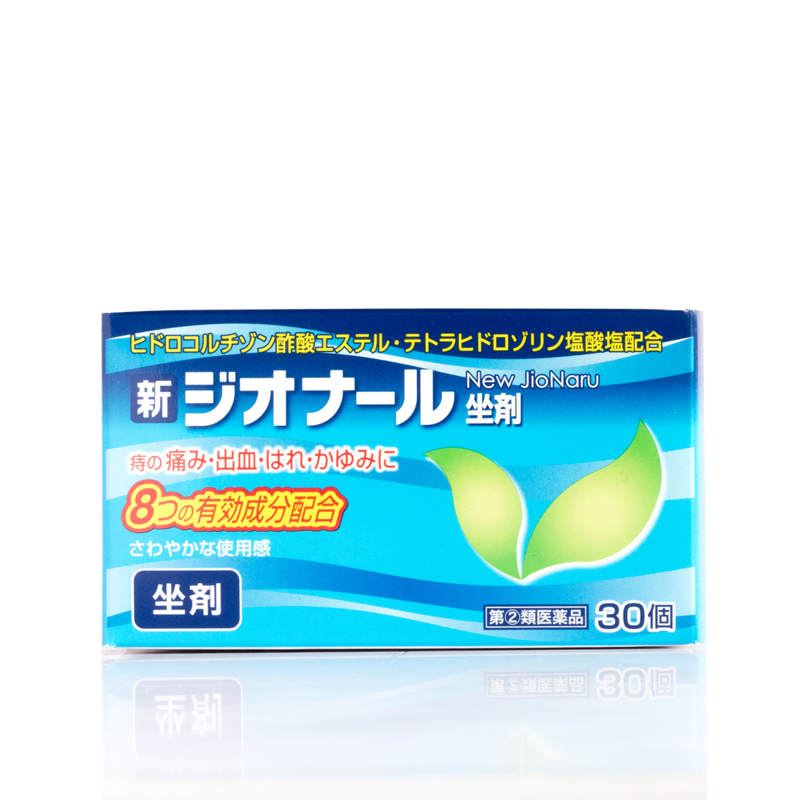 ヒドロコルチゾン酢酸エステル・テトラヒドロゾリン塩酸塩配合
新 ジオナール 坐剤
New JioNaru
痔の痛み・出血・はれ・かゆみに
8つの有効成分配合
さわやかな使用感
坐剤
第②類医薬品 30個